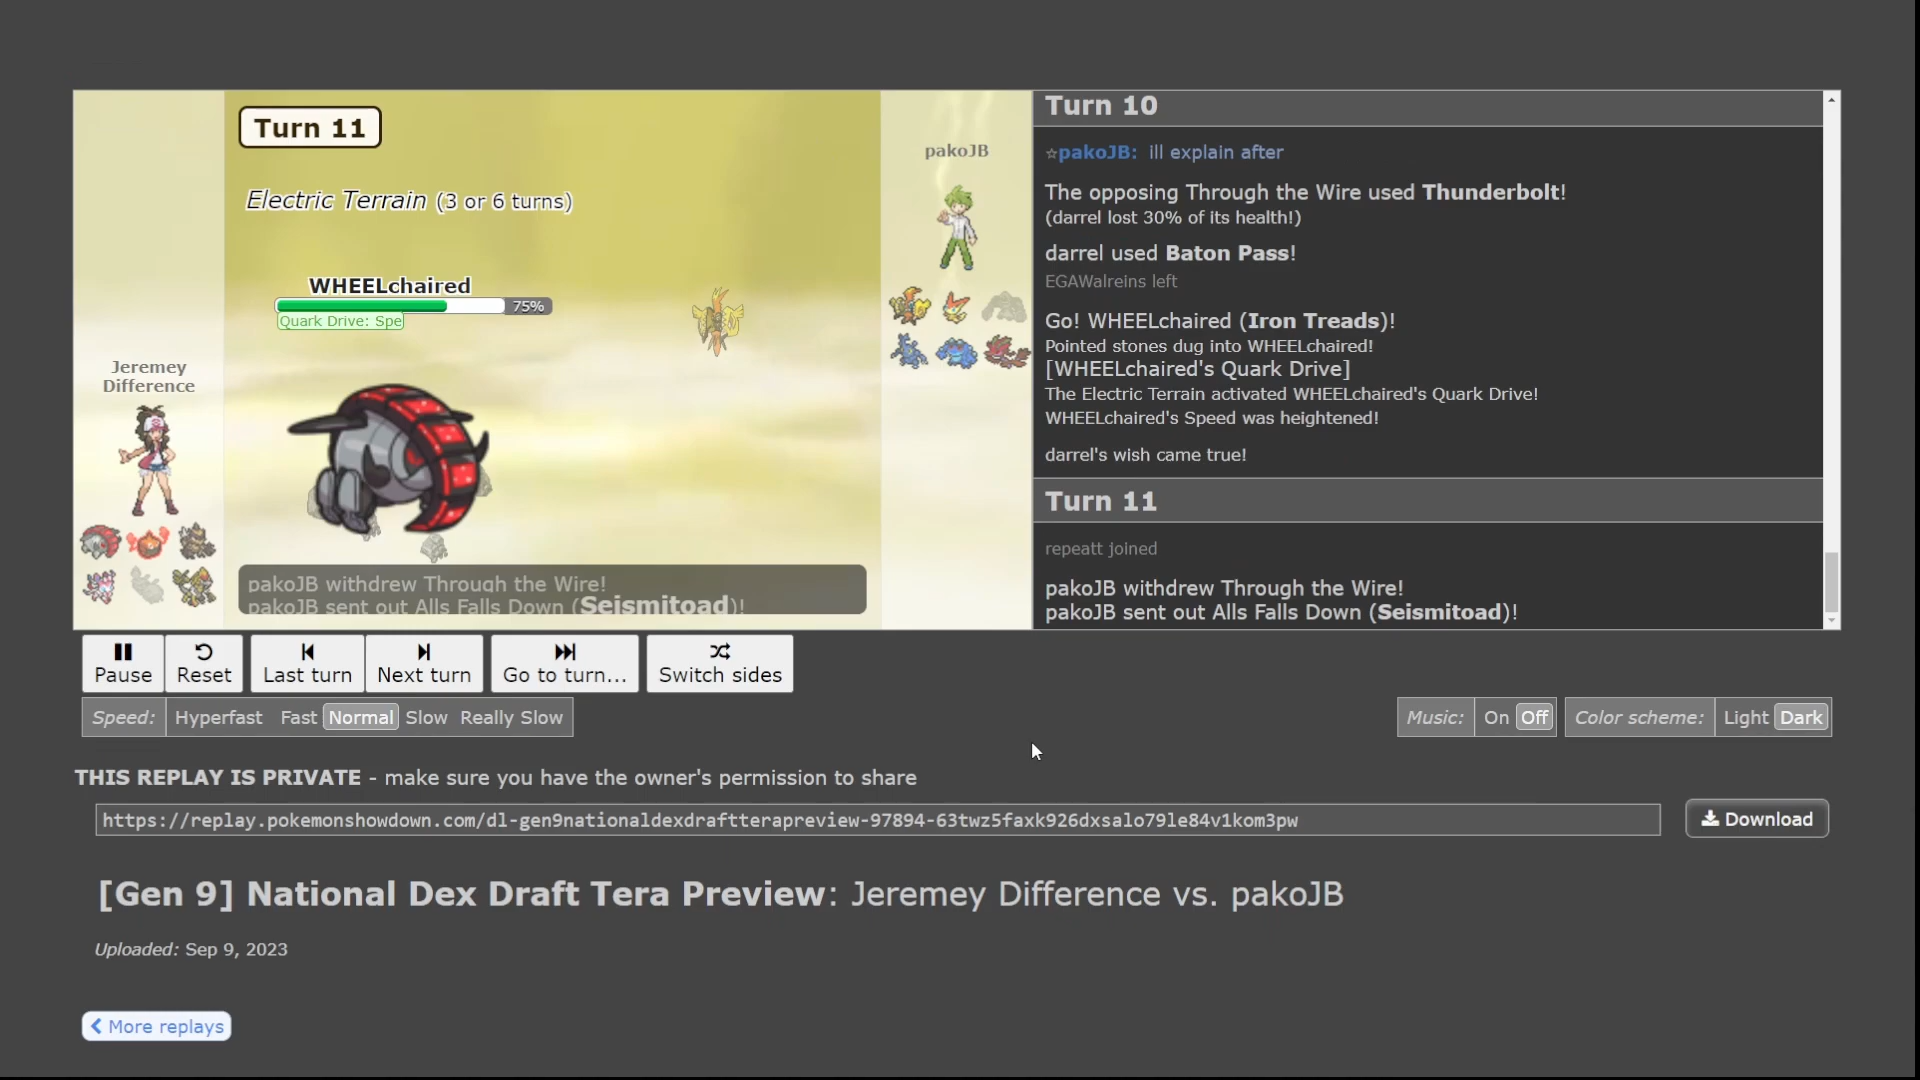 Turn 11
Electric Terrain (3 or 6 turns)
WHEELchaired
75%
Quark Drive: Spe
Jeremey
Difference
pakoJB
pakoJB withdrew Through the Wire!
pakoJB sent out Alls Falls Down (Seismitoad)!
Turn 10
☆pakoJB: ill explain after
The opposing Through the Wire used Thunderbolt!
(darrel lost 30% of its health!)
darrel used Baton Pass!
EGAWalreins left
Go! WHEELchaired (Iron Treads)!
Pointed stones dug into WHEELchaired!
[WHEELchaired's Quark Drive]
The Electric Terrain activated WHEELchaired's Quark Drive!
WHEELchaired's Speed was heightened!
darrel's wish came true!
Turn 11
repeatt joined
pakoJB withdrew Through the Wire!
pakoJB sent out Alls Falls Down (Seismitoad)!
Pause Reset Last turn Next turn Go to turn... Switch sides
Speed: Hyperfast Fast Normal Slow Really Slow
Music: On Off
Color scheme: Light Dark
THIS REPLAY IS PRIVATE - make sure you have the owner's permission to share
https://replay.pokemonshowdown.com/dl-gen9nationaldexdraftterapreview-97894-63twz5faxk926dxsalo79le84v1kom3pw
Download
[Gen 9] National Dex Draft Tera Preview: Jeremey Difference vs. pakoJB
Uploaded: Sep 9, 2023
More replays